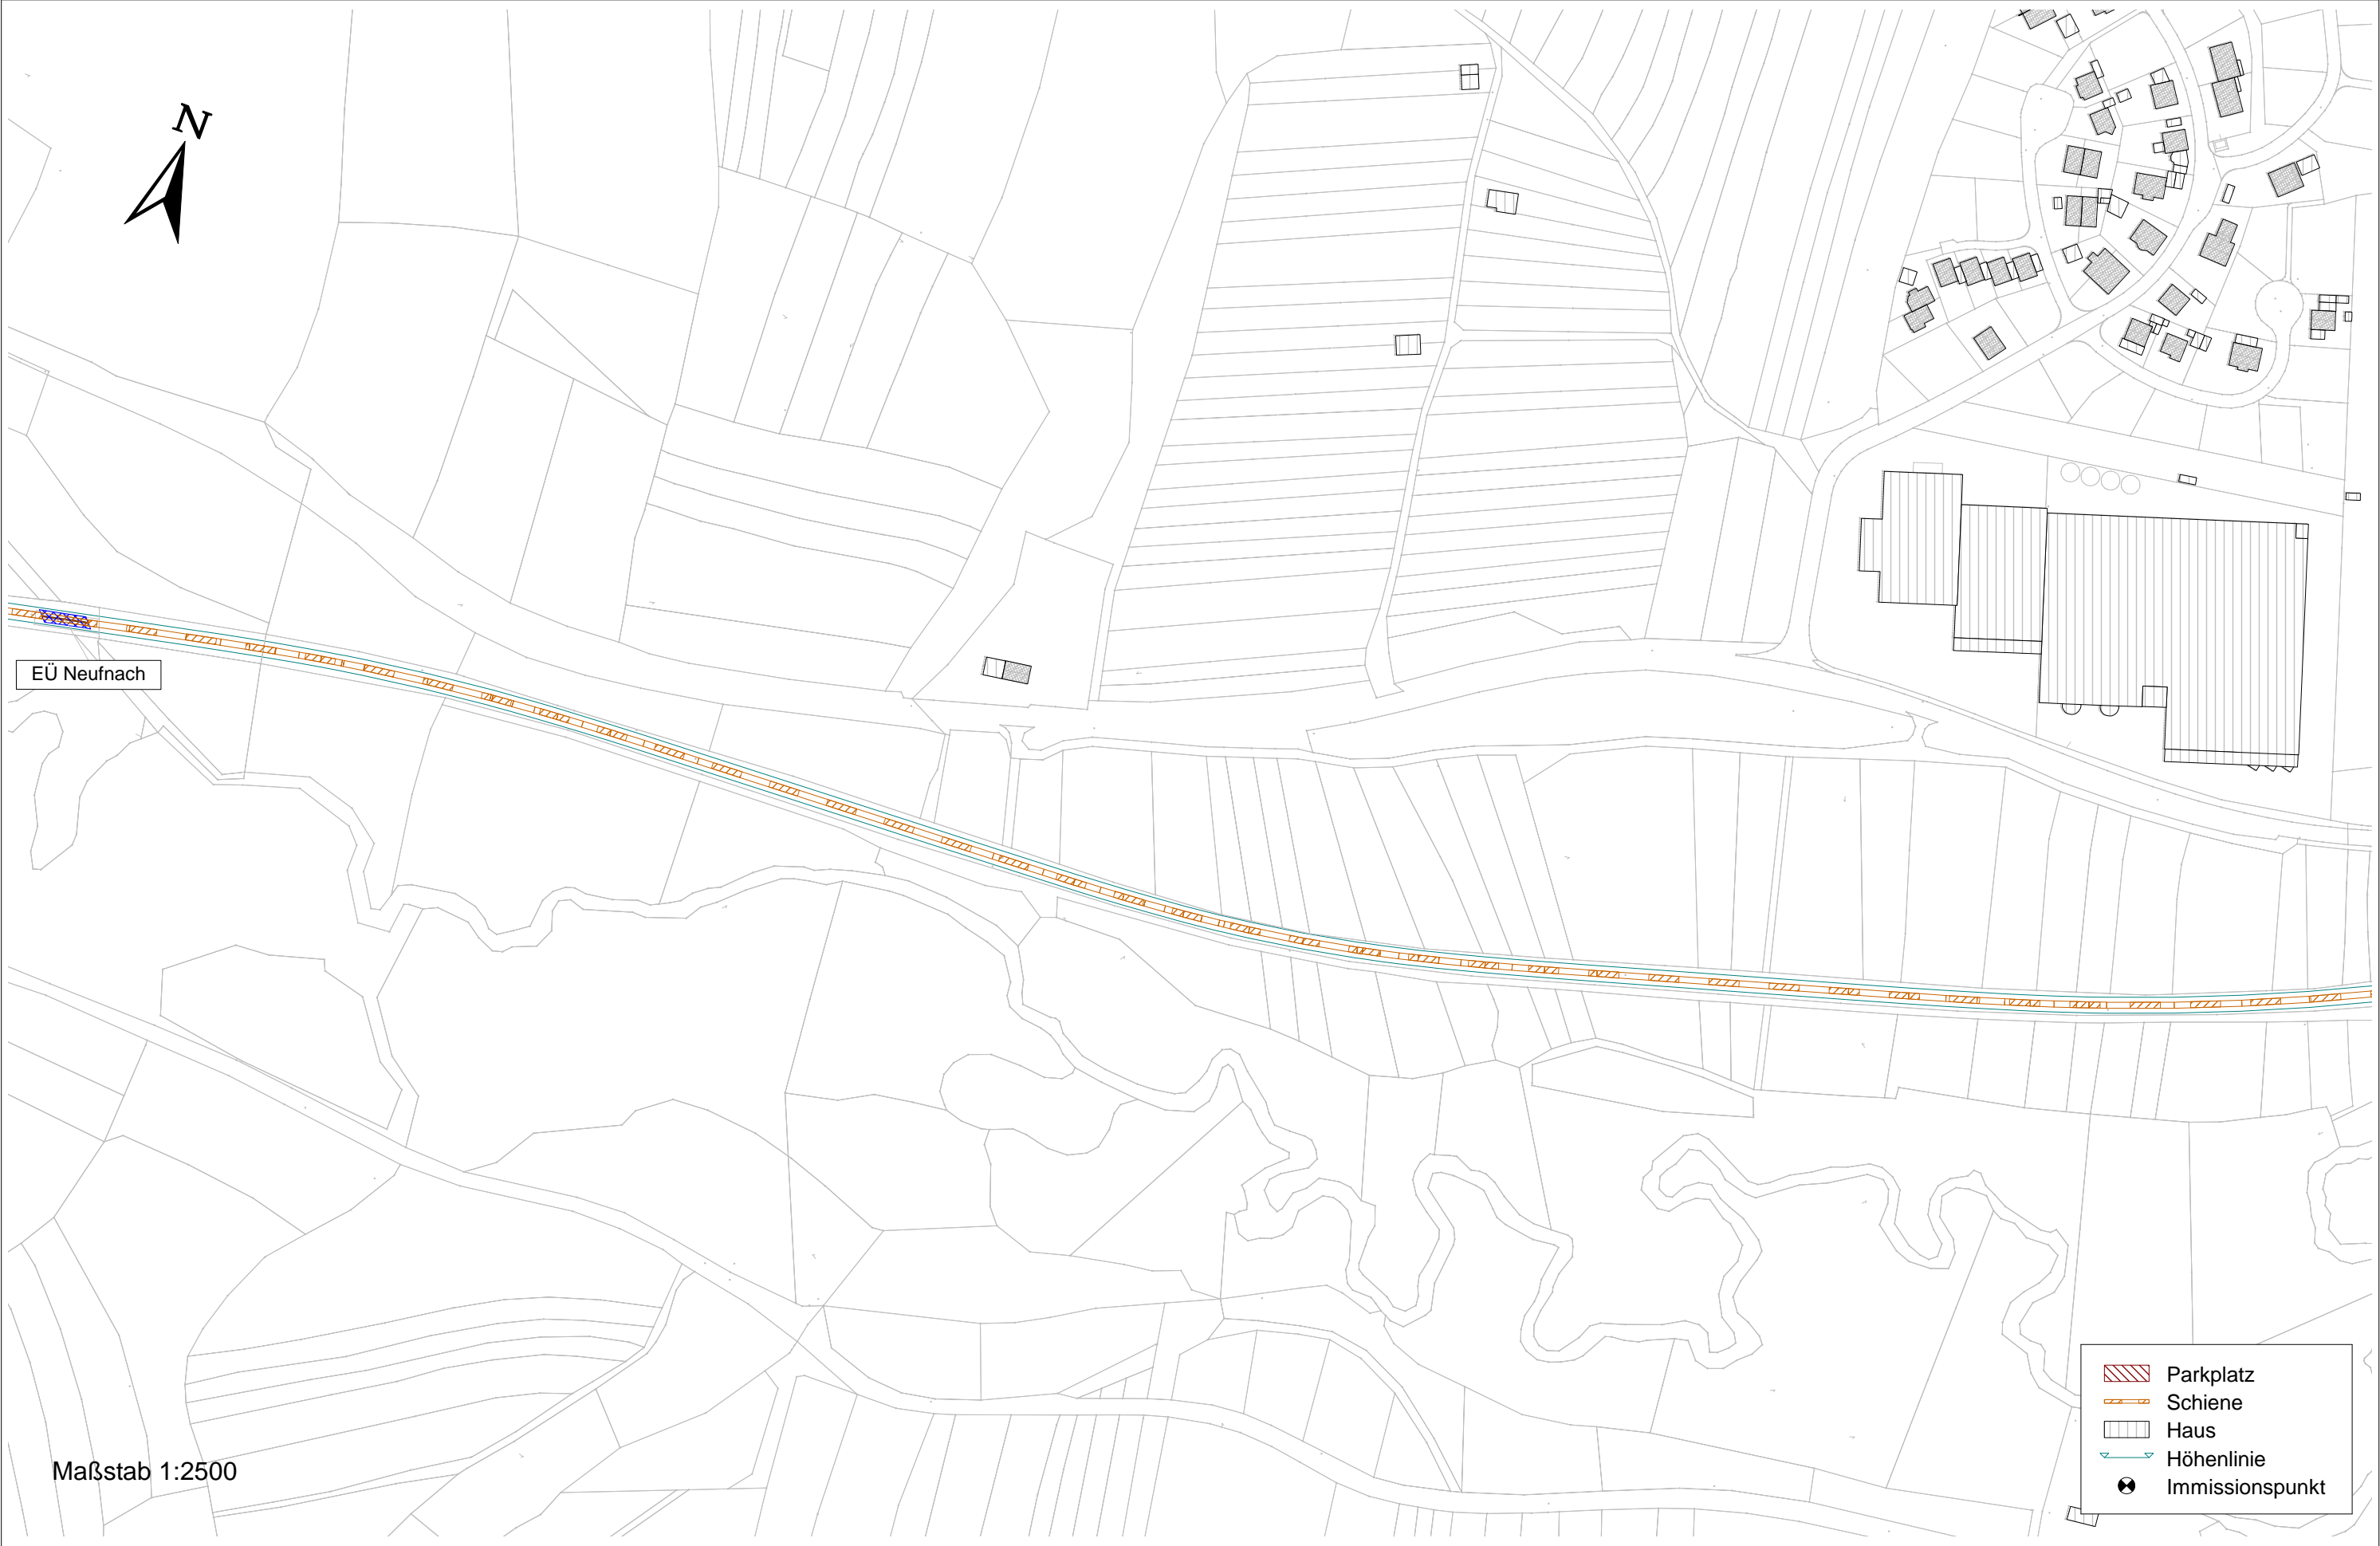 N
EÜ Neufnach
Maßstab 1:2500
Parkplatz
Schiene
Haus
Höhenlinie
Immissionspunkt